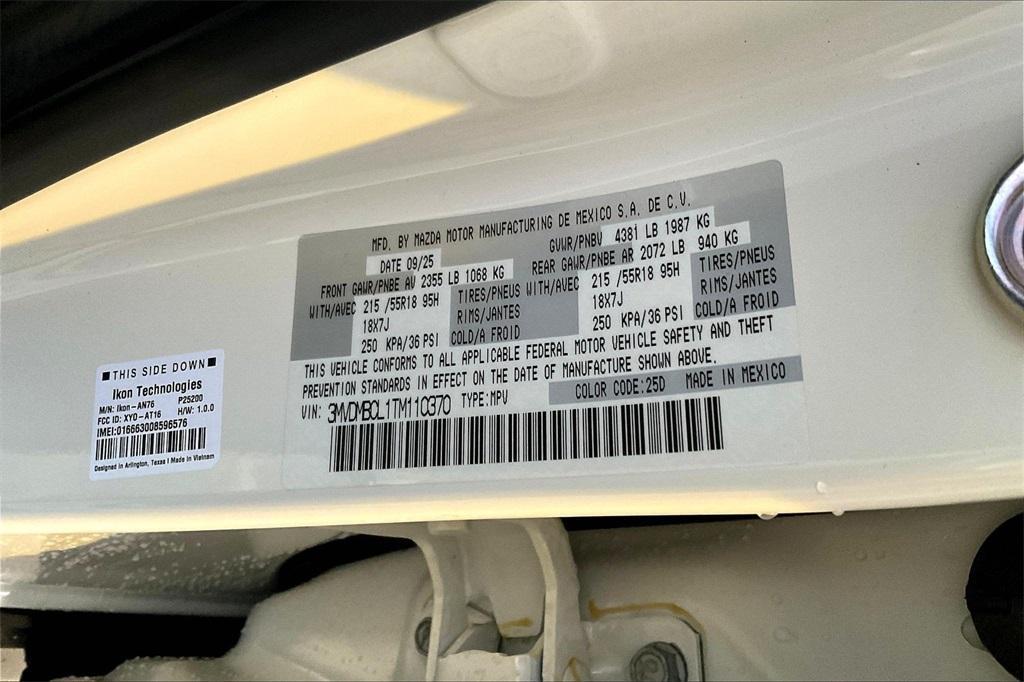 MFD. BY MAZDA MOTOR MANUFACTURING DE MEXICO S.A. DE C.V.
DATE 09/25 GVWR/PNBV 4381 LB 1987 KG
FRONT GAWR/PNBE AV 2355 LB 1068 KG REAR GAWR/PNBE AR 2072 LB 940 KG
WITH/AVEC 215 /55R18 95H TIRES/PNEUS WITH/AVEC 215 /55R18 95H TIRES/PNEUS
18X7J RIMS/JANTES 18X7J RIMS/JANTES
250 KPA/36 PSI COLD/A FROID 250 KPA/36 PSI COLD/A FROID
THIS VEHICLE CONFORMS TO ALL APPLICABLE FEDERAL MOTOR VEHICLE SAFETY AND THEFT
PREVENTION STANDARDS IN EFFECT ON THE DATE OF MANUFACTURE SHOWN ABOVE.
COLOR CODE:25D MADE IN MEXICO
VIN: 3MVDMBCL1TM110370 TYPE:MPV
THIS SIDE DOWN
Ikon Technologies
M/N: Ikon-AN76 P25200
FCC ID: XYO-AT16 H/W: 1.0.0
IMEI:016663008596576
Designed in Arlington, Texas | Made in Vietnam